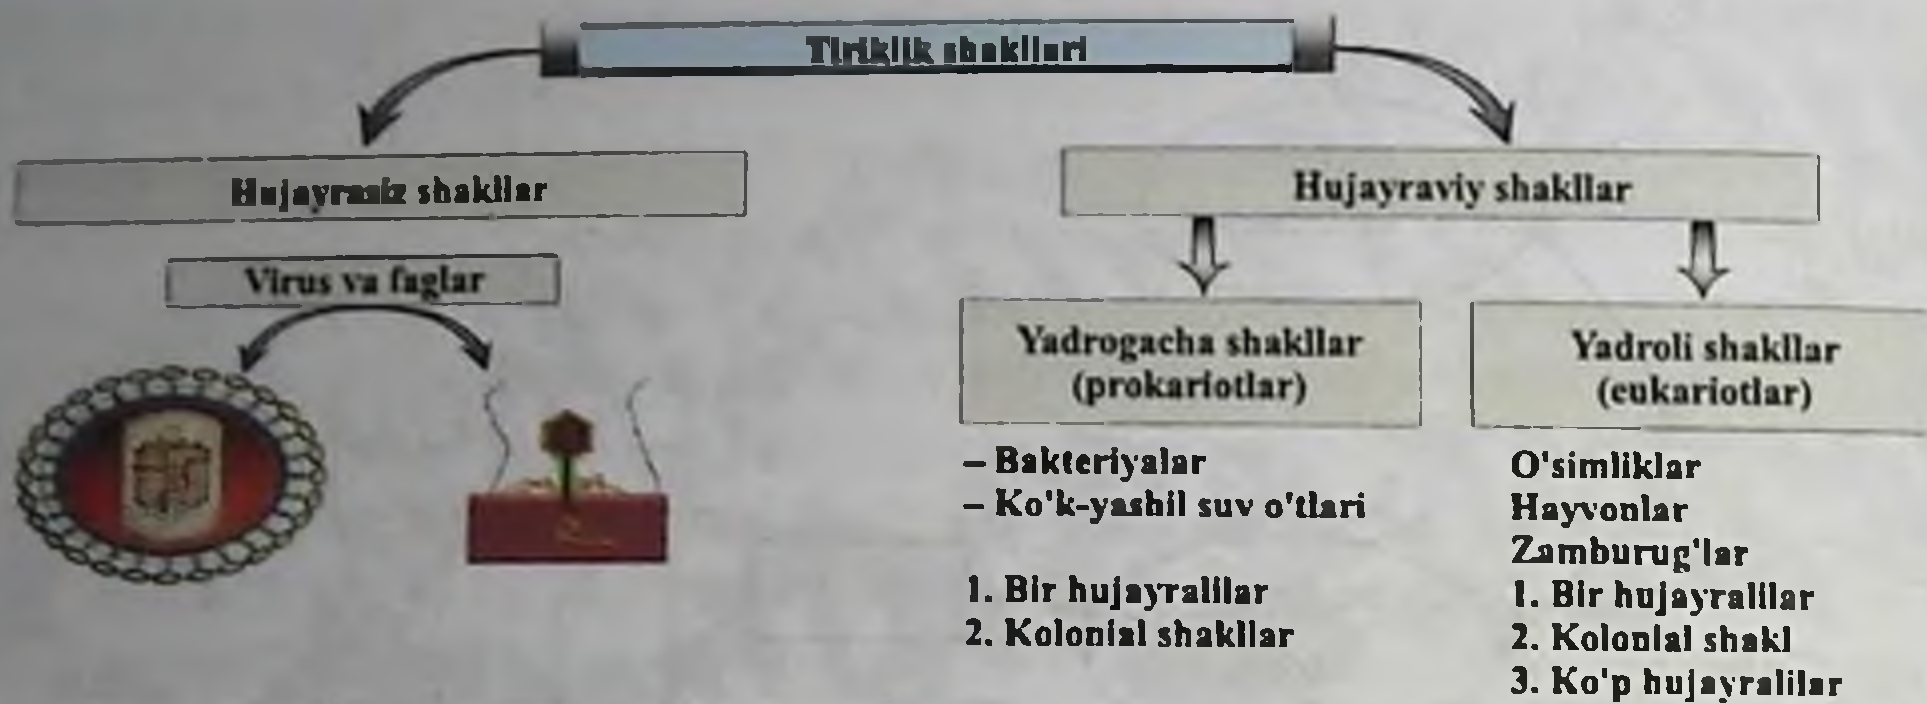 Tiriklik shakllari
Hujayrasiz shakllar
Hujayraviy shakllar
Virus va faglar
Yadrogacha shakllar
(prokariotlar)
Yadroli shakllar
(eukariotlar)
– Bakteriyalar
– Ko'k-yashil suv o'tlari
1. Bir hujayralilar
2. Kolonial shakllar
O'simliklar
Hayvonlar
Zamburug'lar
1. Bir hujayralilar
2. Kolonial shakl
3. Ko'p hujayralilar